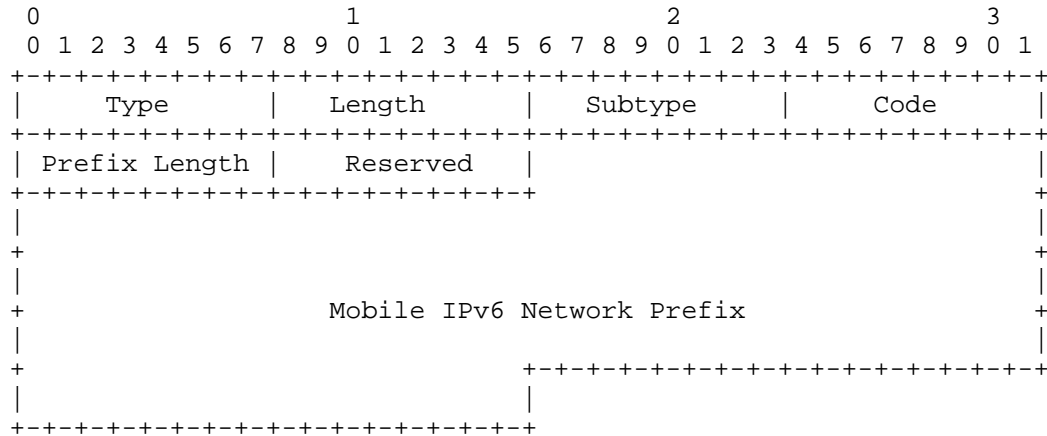 0                   1                   2                   3
 0 1 2 3 4 5 6 7 8 9 0 1 2 3 4 5 6 7 8 9 0 1 2 3 4 5 6 7 8 9 0 1
+-+-+-+-+-+-+-+-+-+-+-+-+-+-+-+-+-+-+-+-+-+-+-+-+-+-+-+-+-+-+-+-+
|     Type      |   Length      |   Subtype     |     Code      |
+-+-+-+-+-+-+-+-+-+-+-+-+-+-+-+-+-+-+-+-+-+-+-+-+-+-+-+-+-+-+-+-+
| Prefix Length |    Reserved   |                               |
+-+-+-+-+-+-+-+-+-+-+-+-+-+-+-+-+                               +
|                                                               |
+                                                               +
|                                                               |
+                   Mobile IPv6 Network Prefix                  +
|                                                               |
+                               +-+-+-+-+-+-+-+-+-+-+-+-+-+-+-+-+
|                               |
+-+-+-+-+-+-+-+-+-+-+-+-+-+-+-+-+